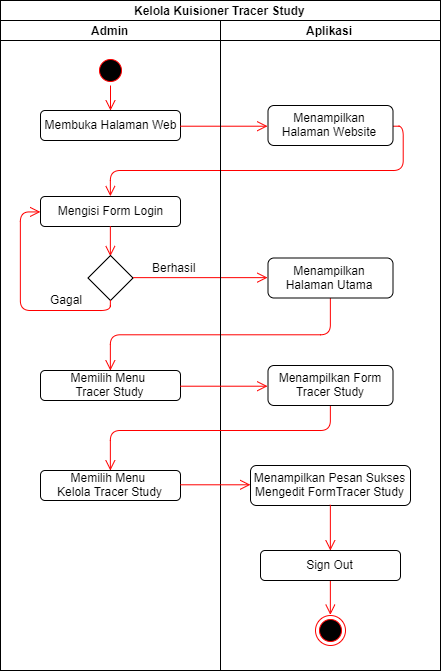 Kelola Kuisioner Tracer Study
Admin
Aplikasi
Membuka Halaman Web
Menampilkan
Halaman Website
Mengisi Form Login
Berhasil
Gagal
Menampilkan
Halaman Utama
Memilih Menu
Tracer Study
Menampilkan Form
Tracer Study
Memilih Menu
Kelola Tracer Study
Menampilkan Pesan Sukses
Mengedit FormTracer Study
Sign Out